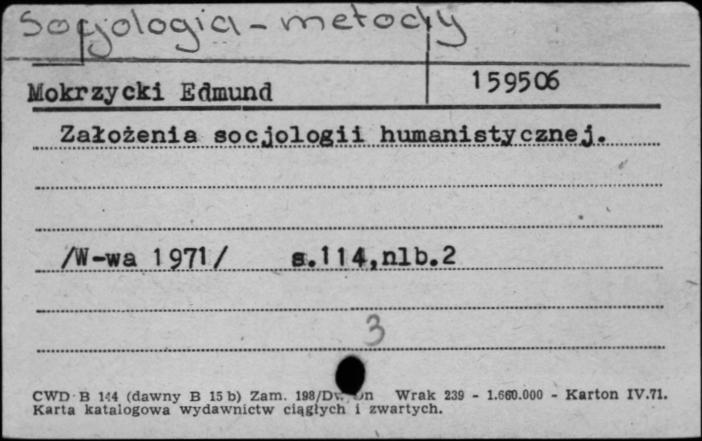 Socjologia - metody
Mokrzycki Edmund
159506
Założenia socjologii humanistycznej.
/W-wa 1971/ s.114,nlb.2
3
CWD B 144 (dawny B 15 b) Zam. 198/ Wrak 239 - 1.660.000 - Karton IV.71.
Karta katalogowa wydawnictw ciągłych i zwartych.